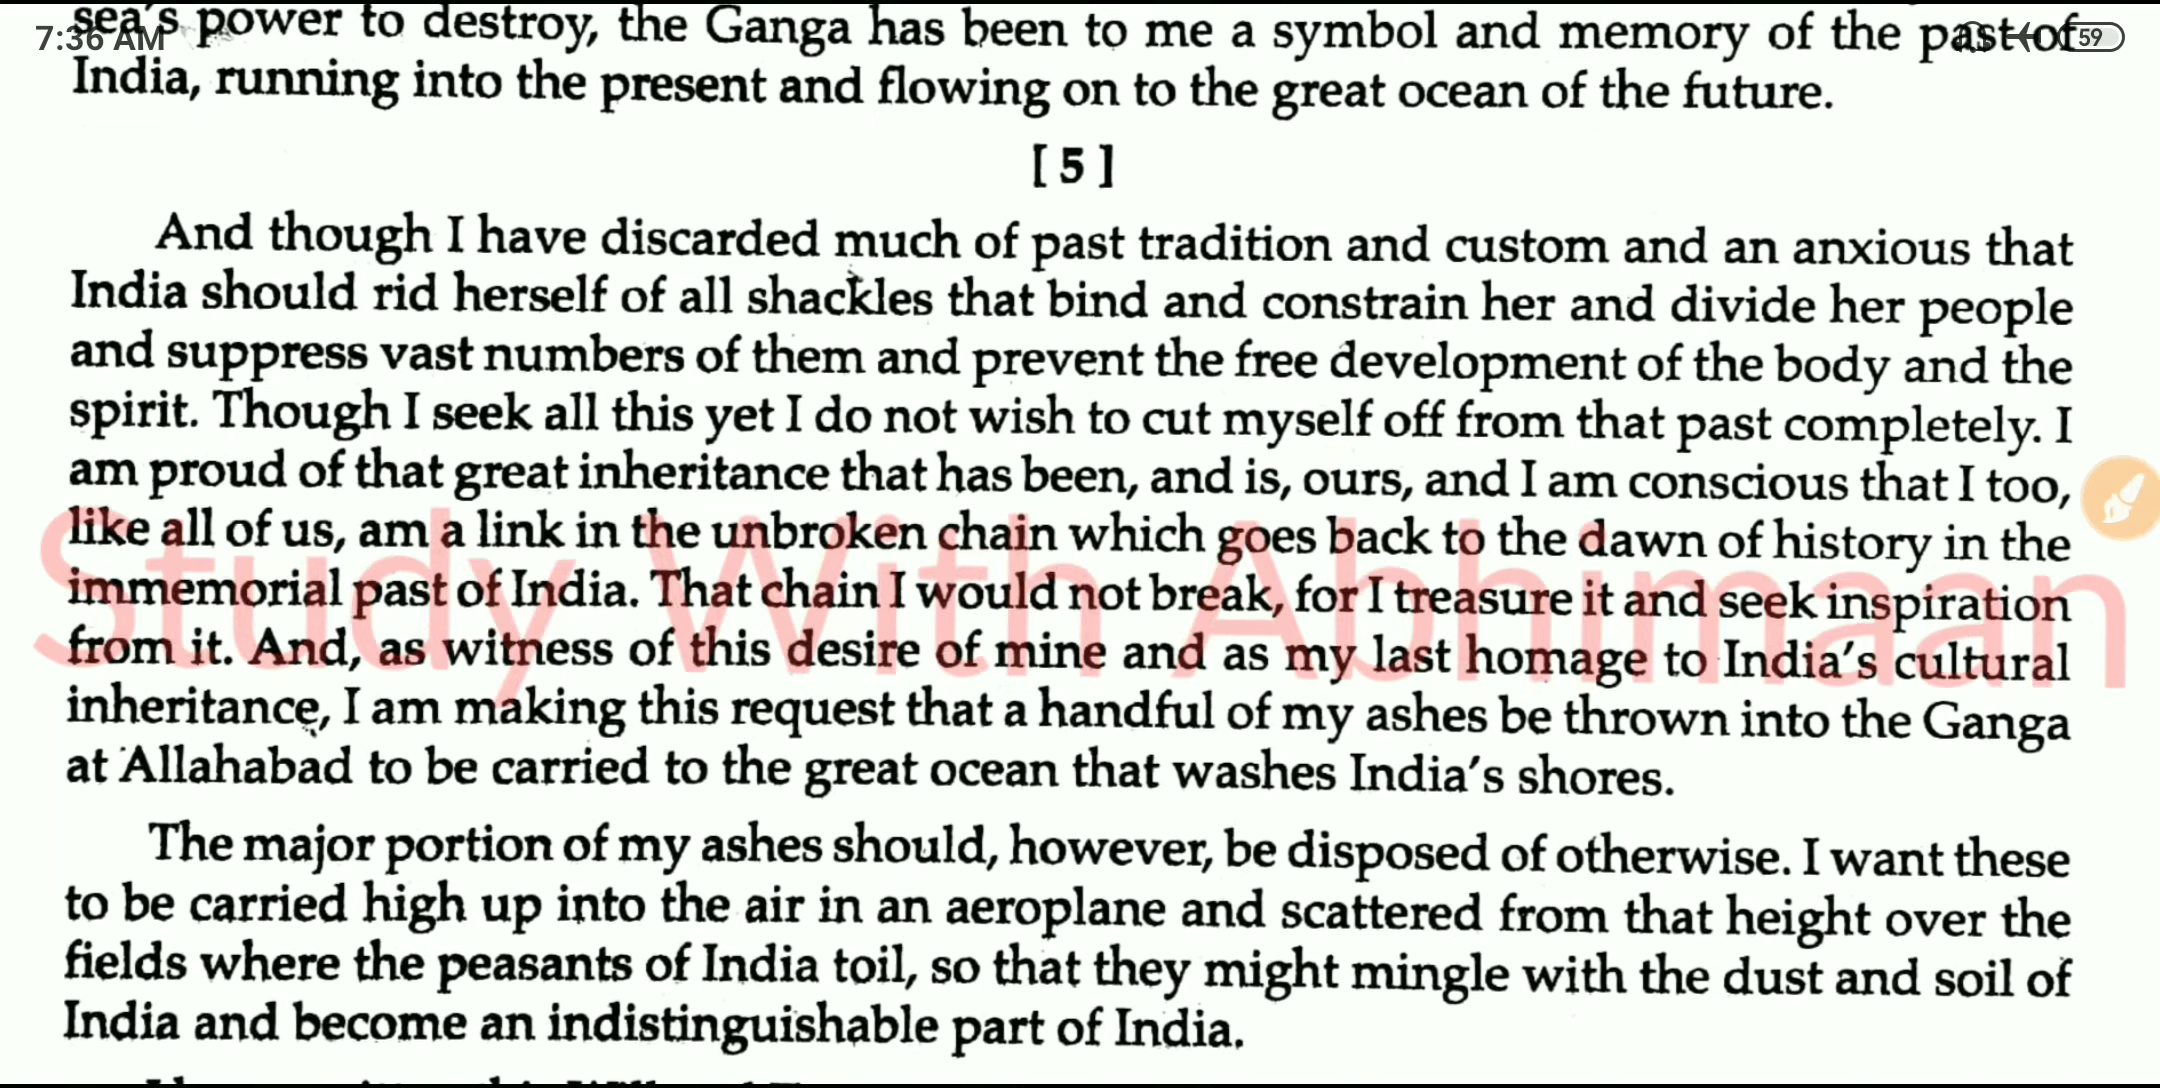 sea's power to destroy, the Ganga has been to me a symbol and memory of the past of
7:36 AM
59
India, running into the present and flowing on to the great ocean of the future.
[ 5 ]
And though I have discarded much of past tradition and custom and an anxious that
India should rid herself of all shackles that bind and constrain her and divide her people
and suppress vast numbers of them and prevent the free development of the body and the
spirit. Though I seek all this yet I do not wish to cut myself off from that past completely. I
am proud of that great inheritance that has been, and is, ours, and I am conscious that I too,
like all of us, am a link in the unbroken chain which goes back to the dawn of history in the
Study With Abhimaan
immemorial past of India. That chain I would not break, for I treasure it and seek inspiration
from it. And, as witness of this desire of mine and as my last homage to India's cultural
inheritance, I am making this request that a handful of my ashes be thrown into the Ganga
at Allahabad to be carried to the great ocean that washes India's shores.
The major portion of my ashes should, however, be disposed of otherwise. I want these
to be carried high up into the air in an aeroplane and scattered from that height over the
fields where the peasants of India toil, so that they might mingle with the dust and soil of
India and become an indistinguishable part of India.